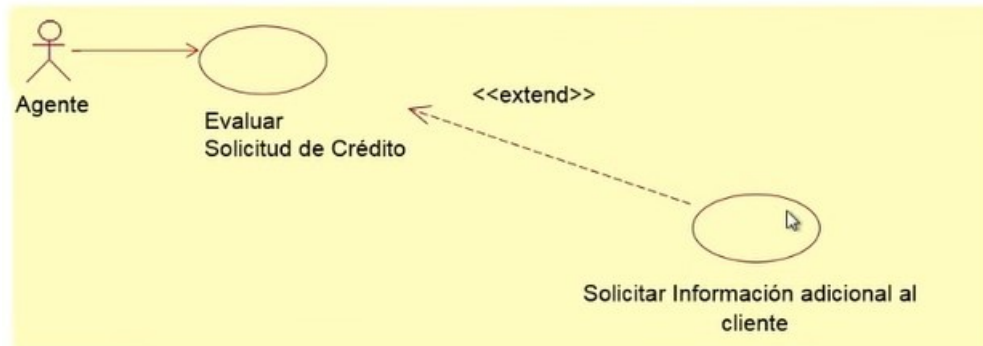 Agente
Evaluar
Solicitud de Crédito
<<extend>>
Solicitar Información adicional al
cliente